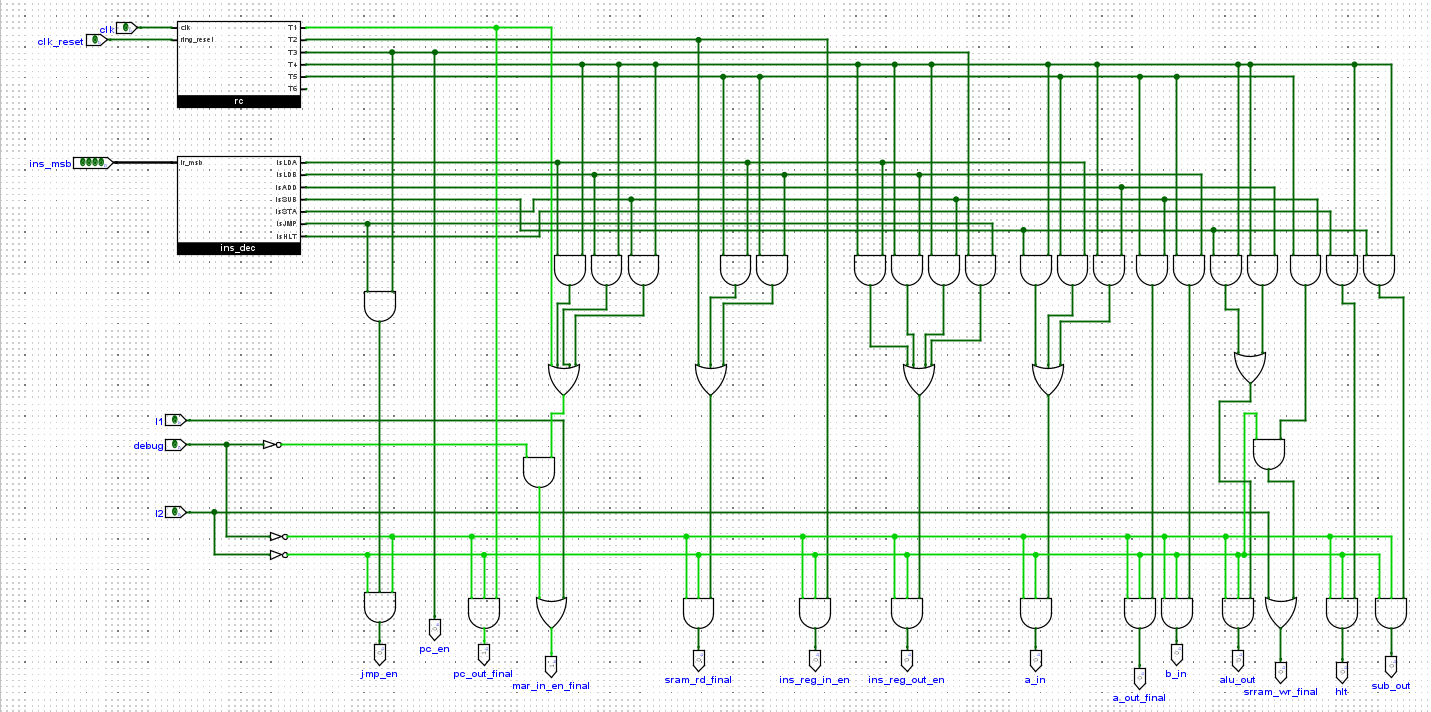 clk
clk_reset
clk
ring_reset
T1
T2
T3
T4
T5
T6
rc
ins_msb
ir_msb
IsLDA
IsLDB
IsADD
IsSUB
IsSTA
IsJMP
IsHLT
ins_dec
I1
debug
I2
jmp_en
pc_en
pc_out_final
mar_in_en_final
sram_rd_final
ins_reg_in_en
ins_reg_out_en
a_in
a_out_final
b_in
alu_out
srram_wr_final
hlt
sub_out